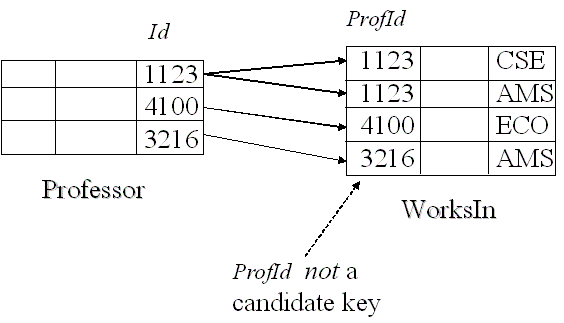 Id
ProfId
1123
4100
3216
1123 CSE
1123 AMS
4100 ECO
3216 AMS
Professor
WorksIn
ProfId not a
candidate key